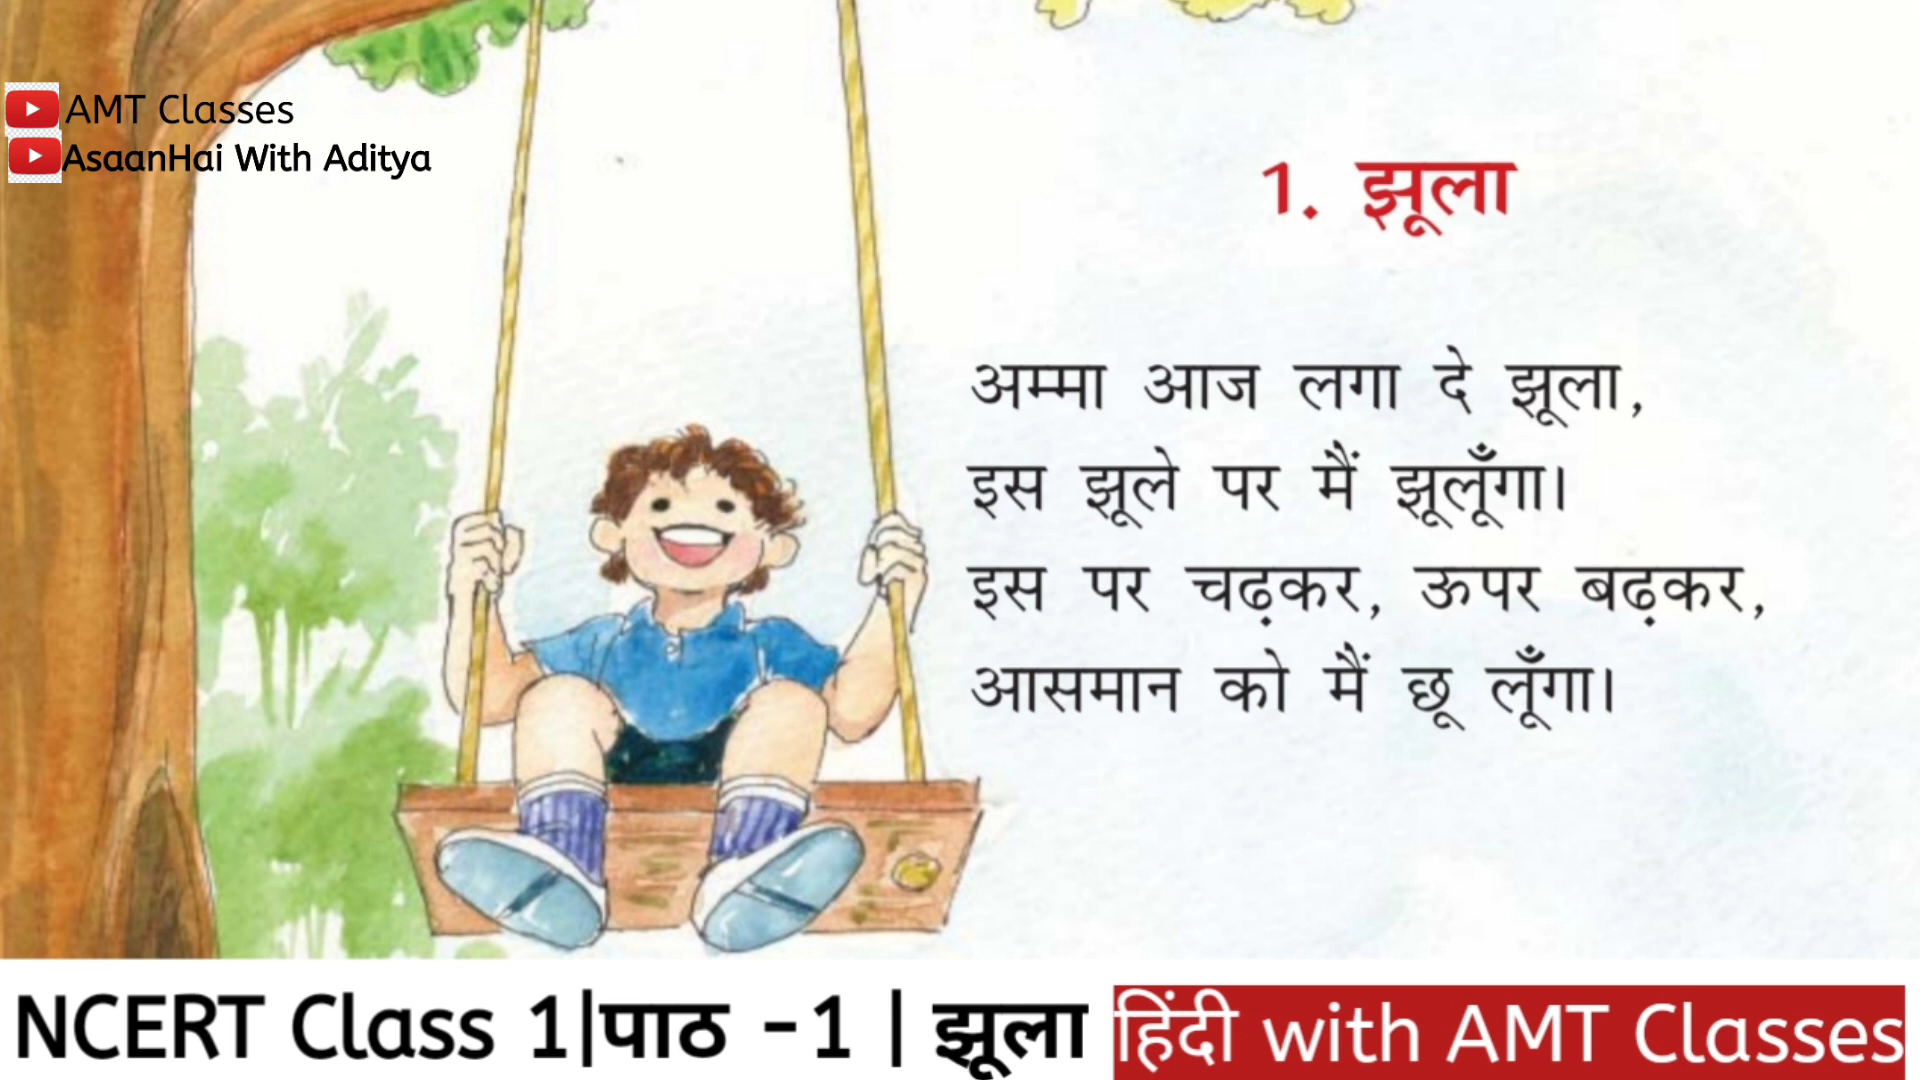 AMT Classes
AsaanHai With Aditya
1. झूला
अम्मा आज लगा दे झूला,
इस झूले पर मैं झूलूँगा।
इस पर चढ़कर, ऊपर बढ़कर,
आसमान को मैं छू लूँगा।
NCERT Class 1|पाठ -1 | झूला हिंदी with AMT Classes